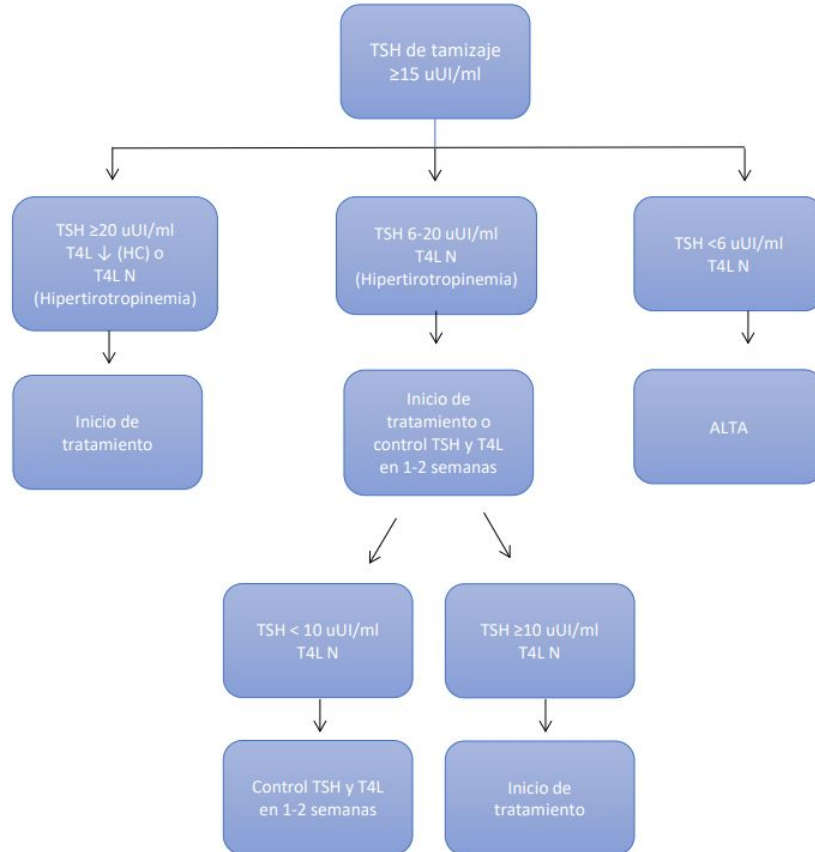 TSH de tamizaje
≥15 uUI/ml
TSH ≥20 uUI/ml
T4L ↓ (HC) o
T4L N
(Hipertirotropinemia)
TSH 6-20 uUI/ml
T4L N
(Hipertirotropinemia)
TSH <6 uUI/ml
T4L N
Inicio de
tratamiento
Inicio de
tratamiento o
control TSH y T4L
en 1-2 semanas
ALTA
TSH < 10 uUI/ml
T4L N
TSH ≥10 uUI/ml
T4L N
Control TSH y T4L
en 1-2 semanas
Inicio de
tratamiento